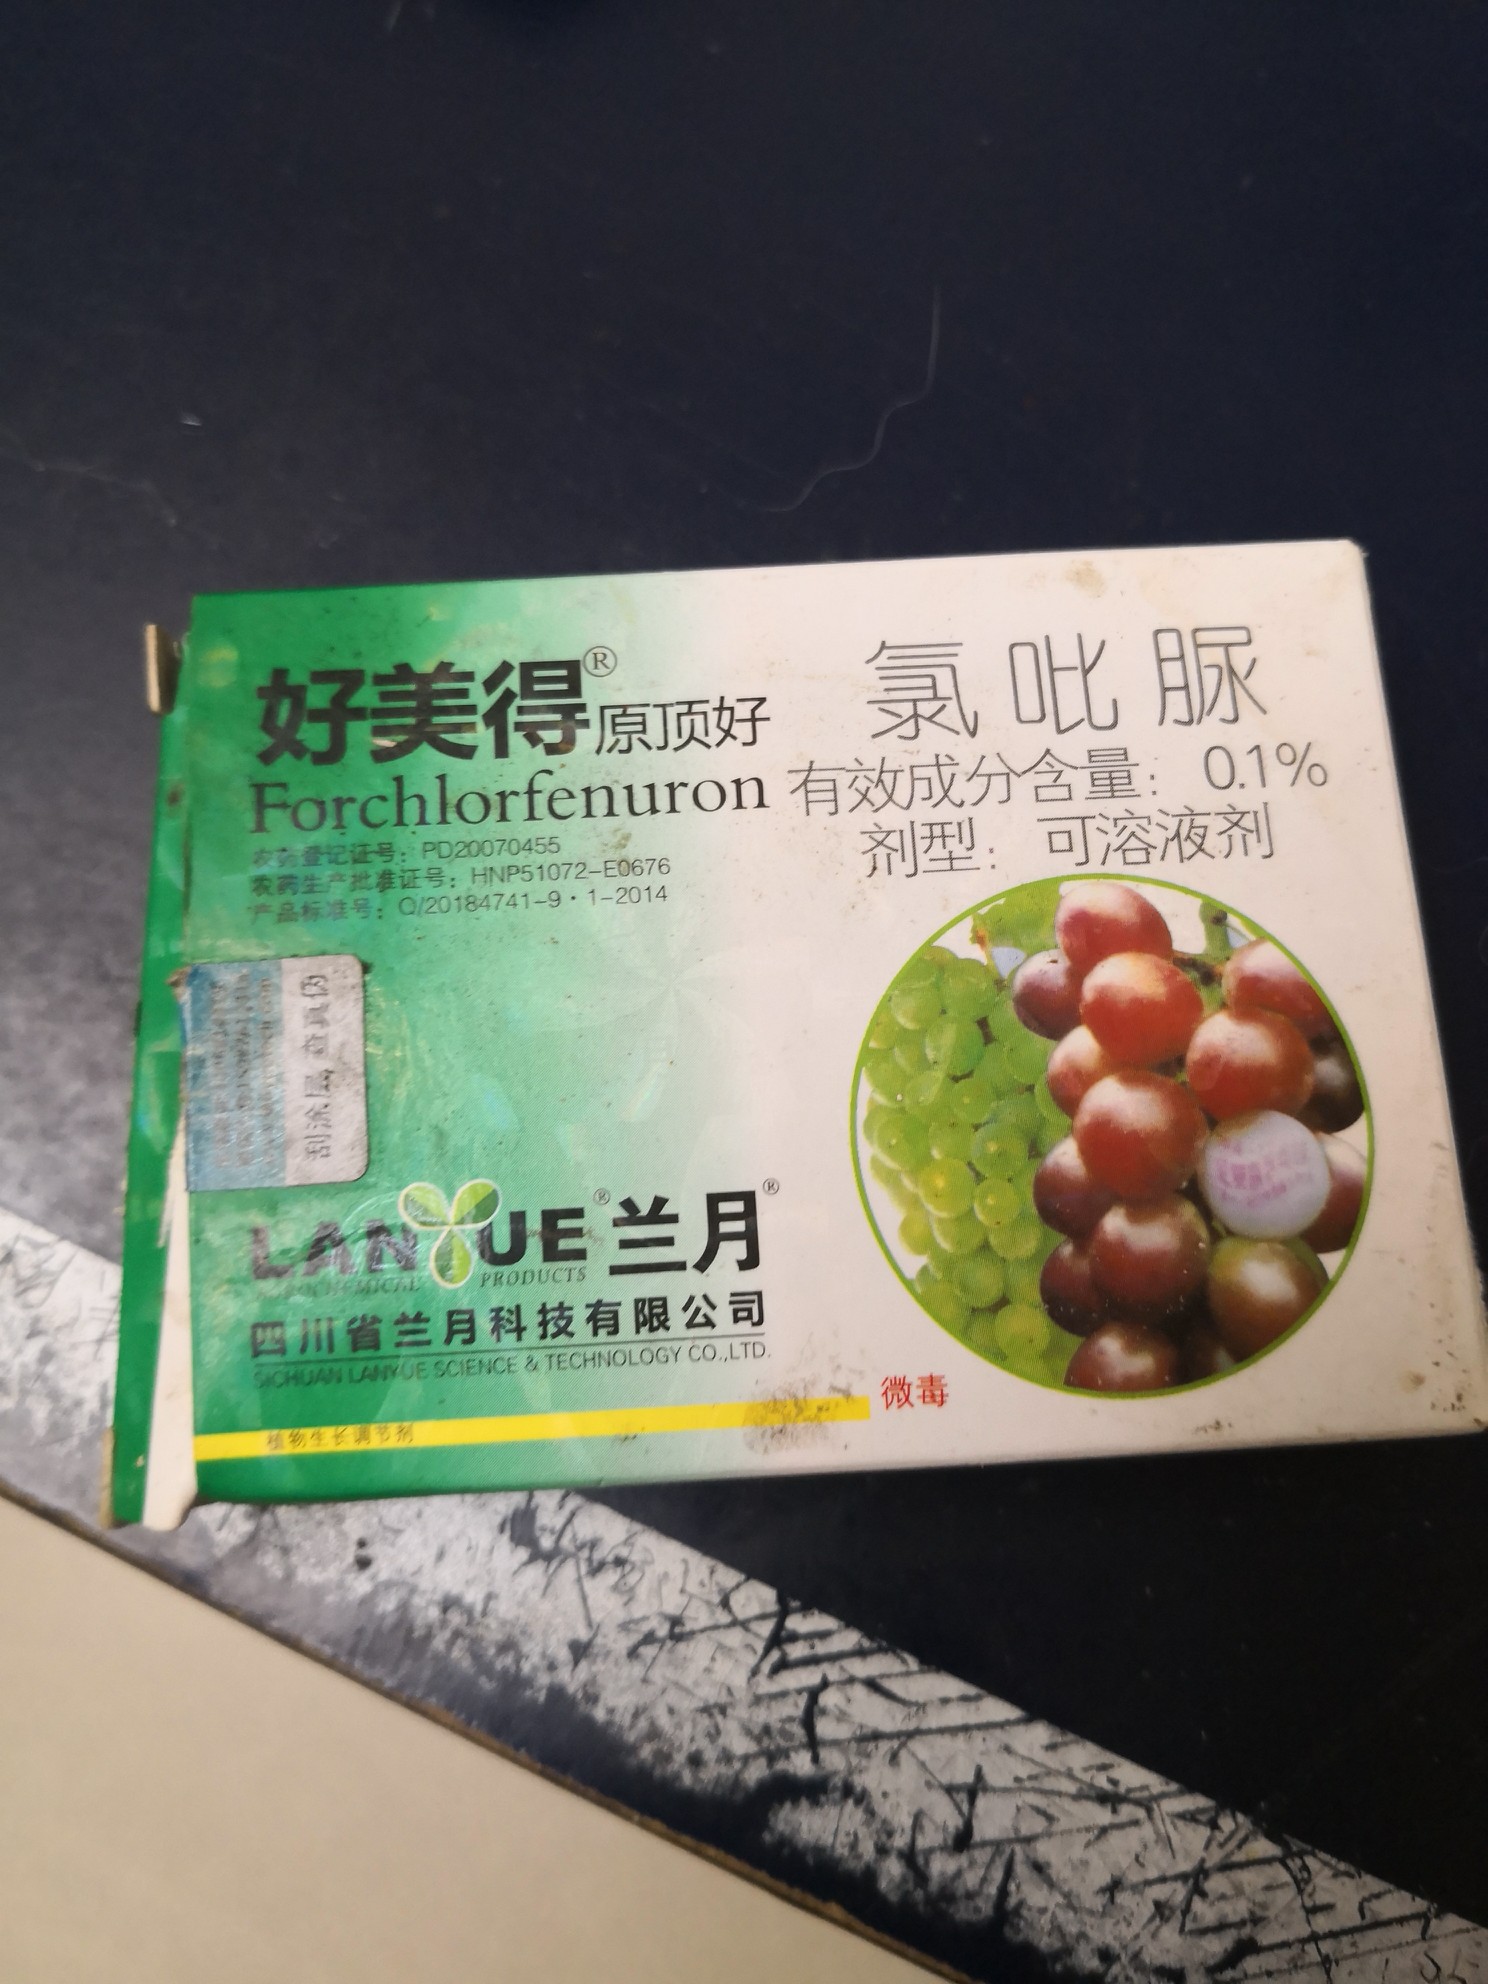 好美得®原顶好
Forchlorfenuron
农药登记证号：PD20070455
农药生产批准证号：HNP51072-E0676
产品标准号：Q/20184741-9·1-2014
氯吡脲
有效成分含量：0.1%
剂型：可溶液剂
刮涂层 查真伪
LANYUE®兰月®
AGROCHEMICAL PRODUCTS
四川省兰月科技有限公司
SICHUAN LANYUE SCIENCE & TECHNOLOGY CO.,LTD.
微毒
植物生长调节剂